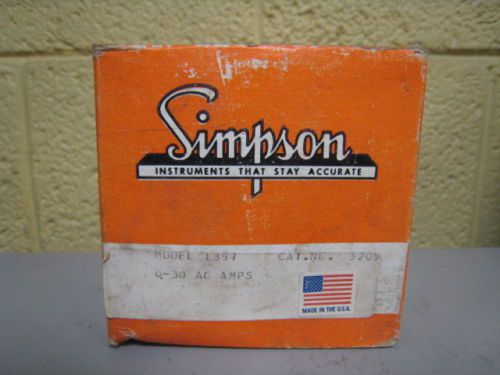 Simpson
INSTRUMENTS THAT STAY ACCURATE
MODEL 1357 CAT.NO. 3209
0-30 AC AMPS
MADE IN THE U.S.A.